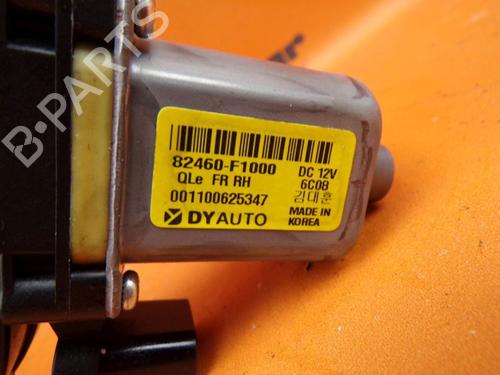 B-PARTS
82460-F1000
DC 12V
QLe FR RH
6C08
001100625347
김대훈
DYAUTO
MADE IN
KOREA